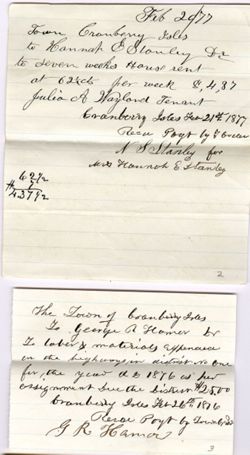 Feb 20/77
Town Cranberry Isles
to Hannah E Stanley Dr
to Seven weeks House rent
at 62½cts per week $4,37
Julia A Wayland Tenant
Cranberry Isles Feb 21th 1877
Recd Payt by T Order
N S Stanley for
Mrs Hannah E Stanley
62½
7
4.37½
2
The Town of Cranberry Isles
To George R Hamor Dr
To labor & materials expended
on the highways in district No one
for the year A D 1876 as per
assignment Due the District $25.00
Cranberry Isles Feb 26th 1876
Recd Payt by Town Order
G R Hamor
3